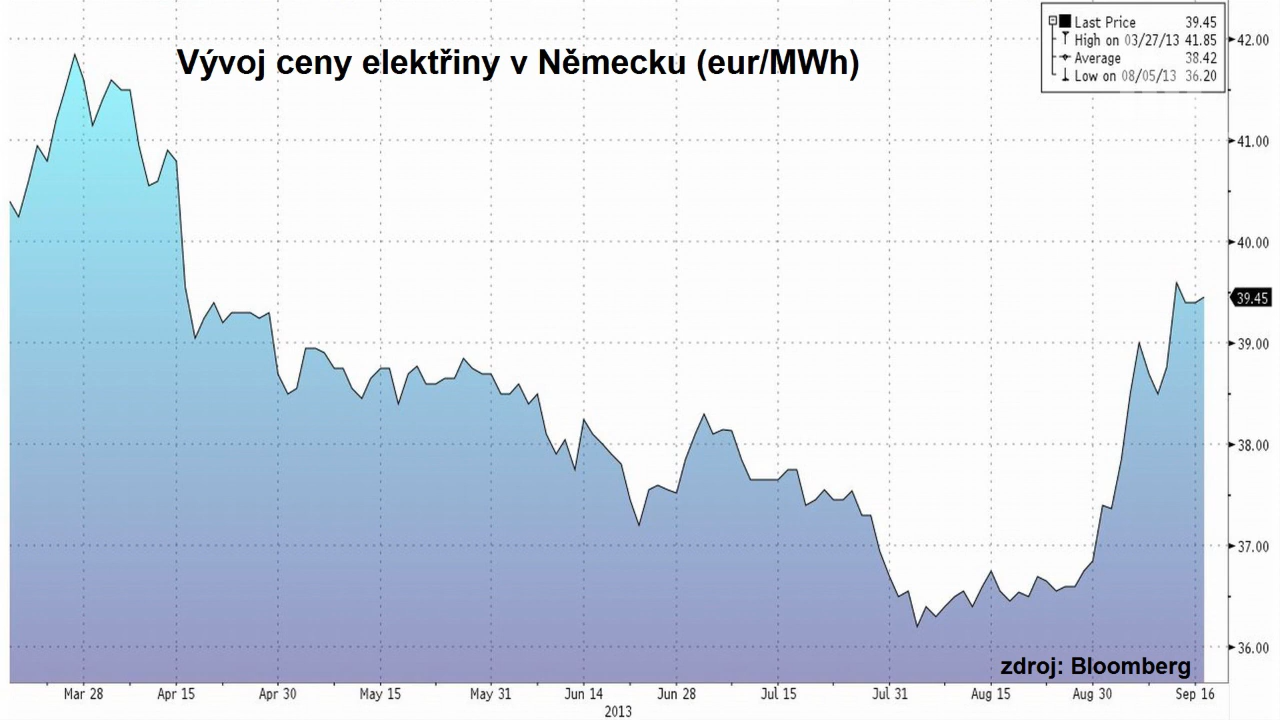 Vývoj ceny elektřiny v Německu (eur/MWh)
Last Price 39.45
High on 03/27/13 41.85
Average 38.42
Low on 08/05/13 36.20
42.00
41.00
40.00
39.45
39.00
38.00
37.00
36.00
zdroj: Bloomberg
Mar 28 Apr 15 Apr 30 May 15 May 31 Jun 14 Jun 28 Jul 15 Jul 31 Aug 15 Aug 30 Sep 16
2013